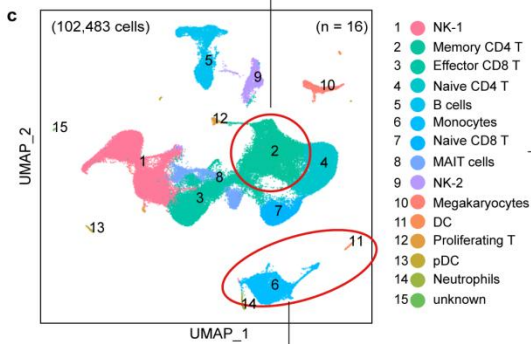 c
(102,483 cells) (n = 16)
5
9
10
12
15
2
1
4
8
3
7
13
11
6
14
UMAP_2
UMAP_1
1 NK-1
2 Memory CD4 T
3 Effector CD8 T
4 Naive CD4 T
5 B cells
6 Monocytes
7 Naive CD8 T
8 MAIT cells
9 NK-2
10 Megakaryocytes
11 DC
12 Proliferating T
13 pDC
14 Neutrophils
15 unknown